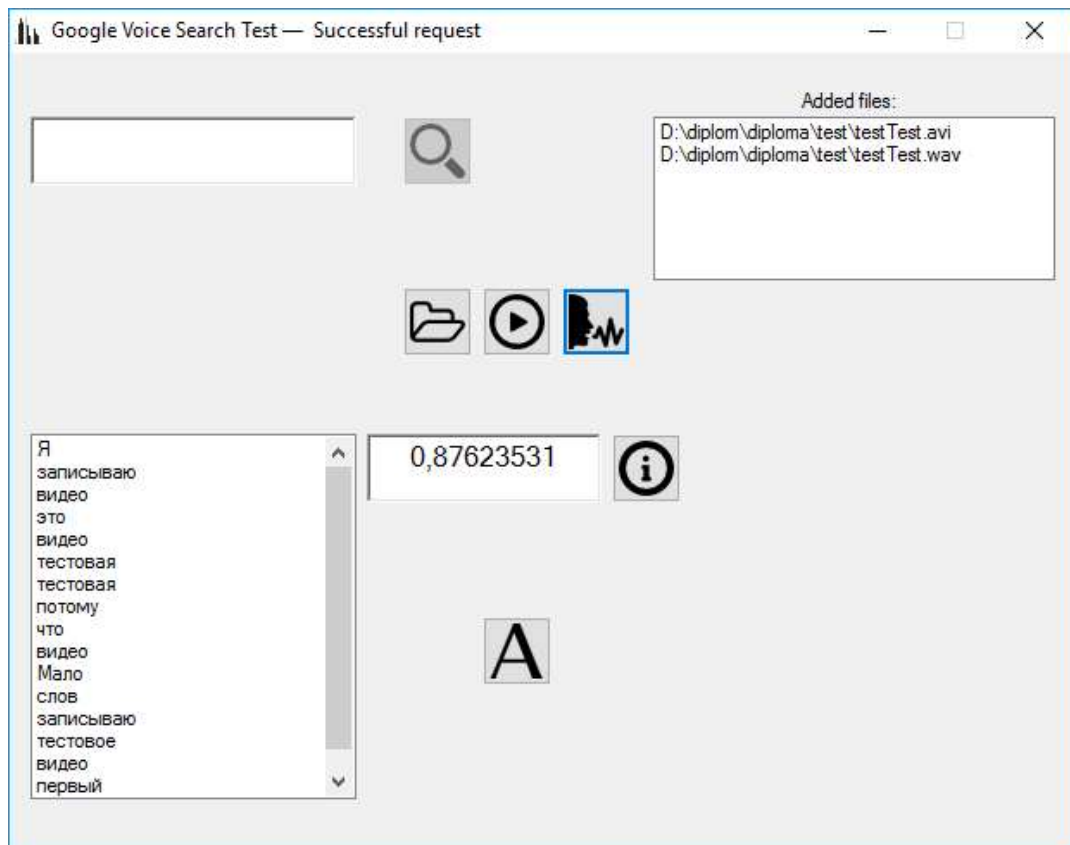 Google Voice Search Test — Successful request
Added files:
D:\diplom\diploma\test\testTest.avi
D:\diplom\diploma\test\testTest.wav
Я
записываю
видео
это
видео
тестовая
тестовая
потому
что
видео
Мало
слов
записываю
тестовое
видео
первый
0,87623531
A